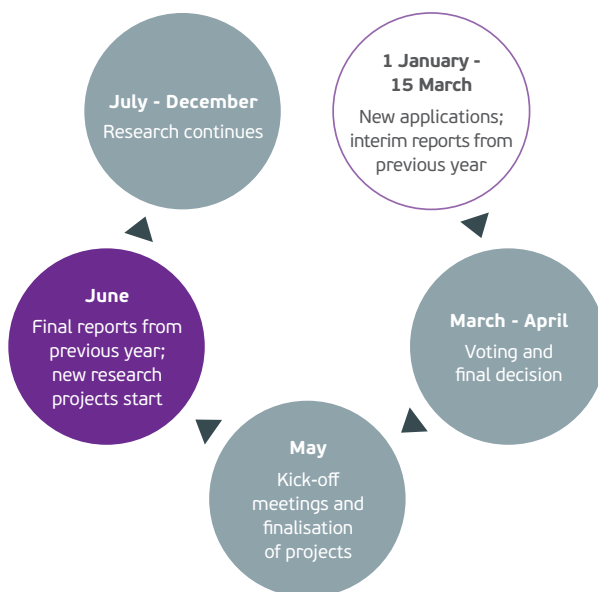 1 January -
15 March
New applications;
interim reports from
previous year
March - April
Voting and
final decision
May
Kick-off
meetings and
finalisation
of projects
June
Final reports from
previous year;
new research
projects start
July - December
Research continues